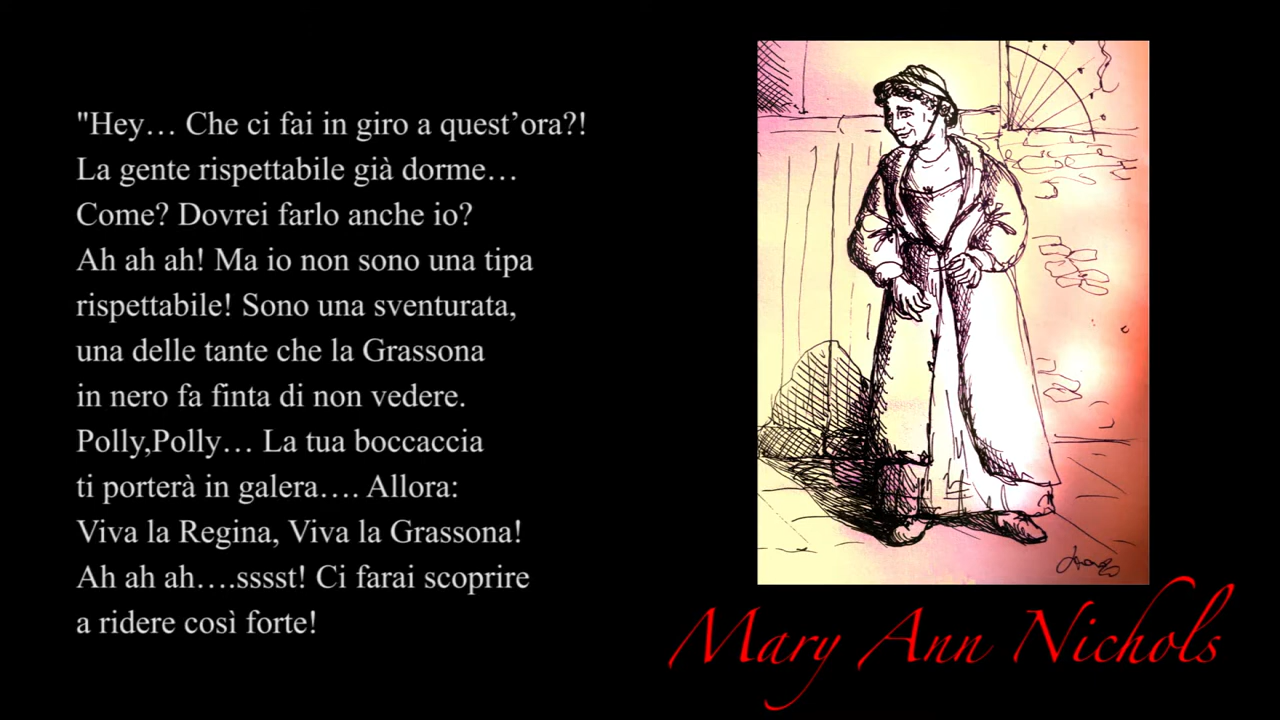 "Hey… Che ci fai in giro a quest’ora?!
La gente rispettabile già dorme…
Come? Dovrei farlo anche io?
Ah ah ah! Ma io non sono una tipa
rispettabile! Sono una sventurata,
una delle tante che la Grassona
in nero fa finta di non vedere.
Polly,Polly… La tua boccaccia
ti porterà in galera…. Allora:
Viva la Regina, Viva la Grassona!
Ah ah ah….sssst! Ci farai scoprire
a ridere così forte!
Mary Ann Nichols